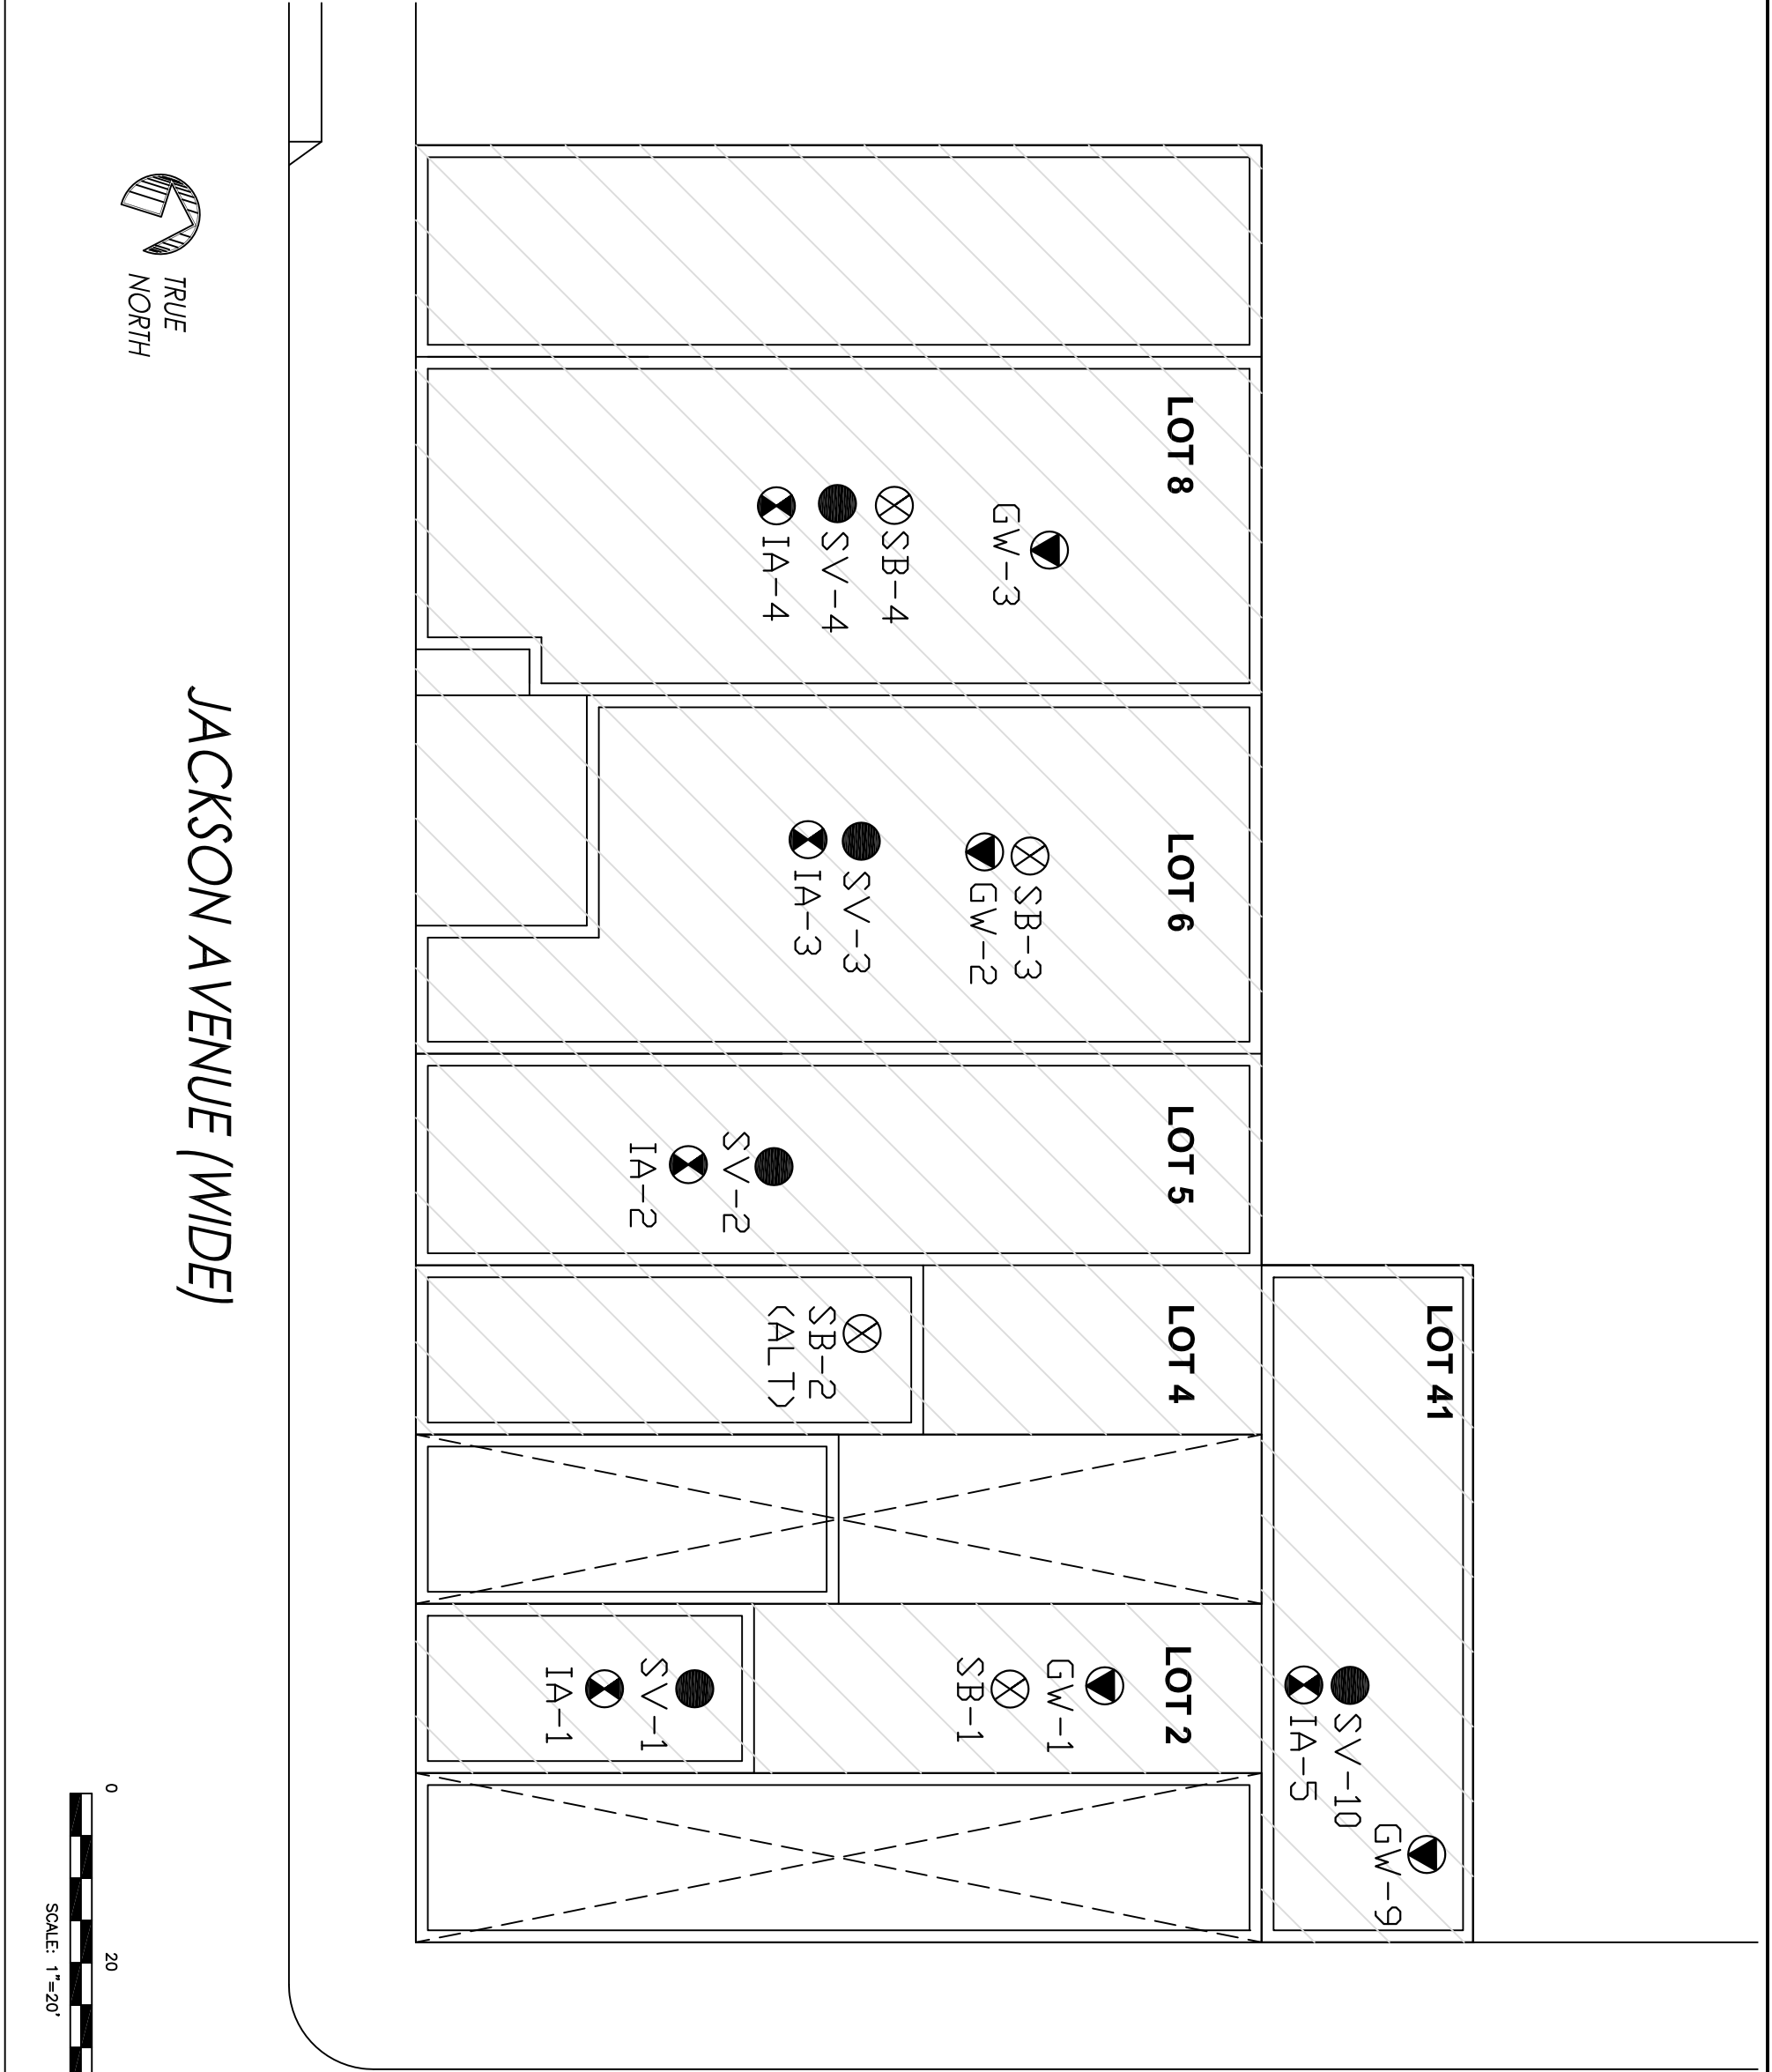 LOT 41
SV-10
IA-5
GW-9
LOT 8
GW-3
SB-4
SV-4
IA-4
LOT 6
SB-3
GW-2
SV-3
IA-3
LOT 5
SV-2
IA-2
LOT 4
SB-2
(ALT)
LOT 2
GW-1
SB-1
SV-1
IA-1
JACKSON AVENUE (WIDE)
TRUE
NORTH
0
20
SCALE: 1"=20'